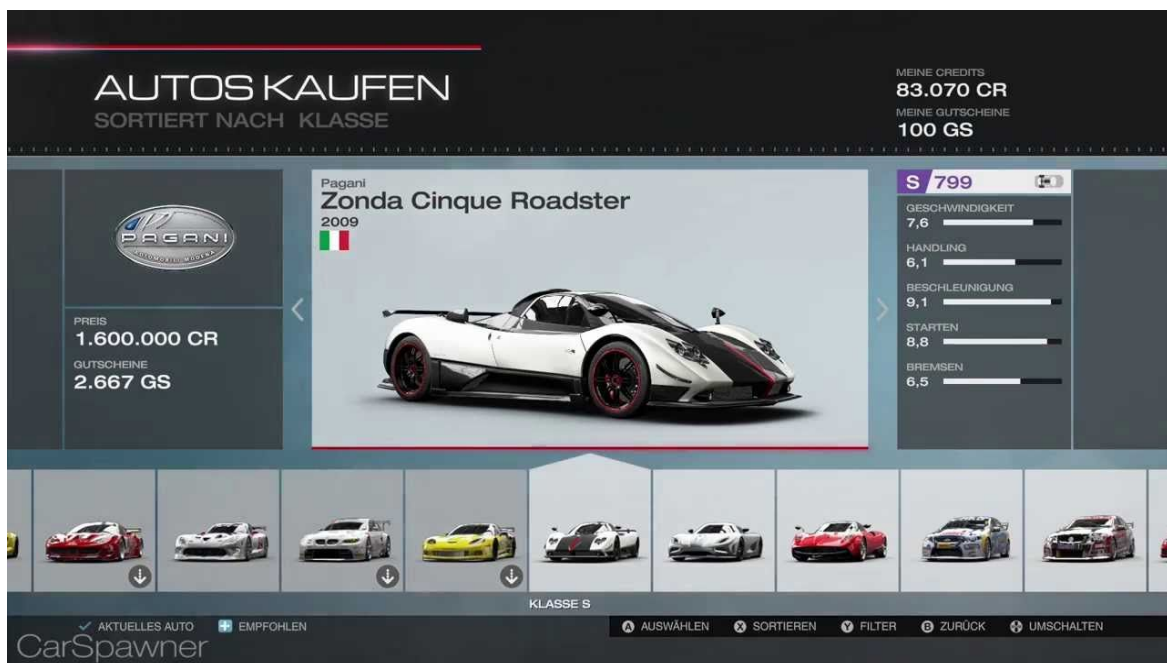 AUTOS KAUFEN
SORTIERT NACH KLASSE
MEINE CREDITS
83.070 CR
MEINE GUTSCHEINE
100 GS
PAGANI
AUTOMOBILI MODENA
PREIS
1.600.000 CR
GUTSCHEINE
2.667 GS
Pagani
Zonda Cinque Roadster
2009
S 799
GESCHWINDIGKEIT
7,6
HANDLING
6,1
BESCHLEUNIGUNG
9,1
STARTEN
8,8
BREMSEN
6,5
KLASSE S
AKTUELLES AUTO EMPFOHLEN
A AUSWÄHLEN X SORTIEREN Y FILTER B ZURÜCK UMSCHALTEN
CarSpawner